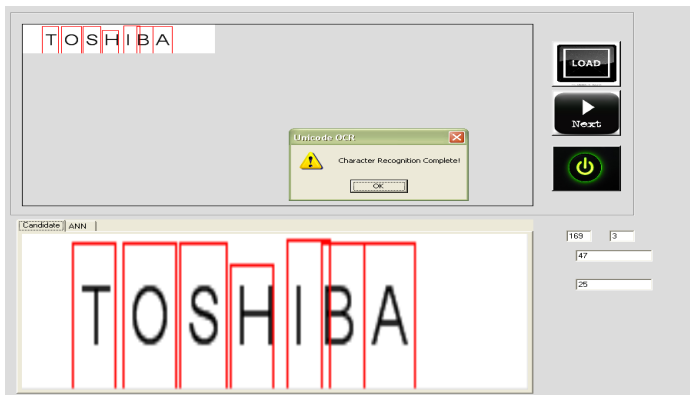 TOSHIBA
LOAD
Next
Unicode OCR
Character Recognition Complete!
OK
Candidate ANN
169 3
47
25
TOSHIBA